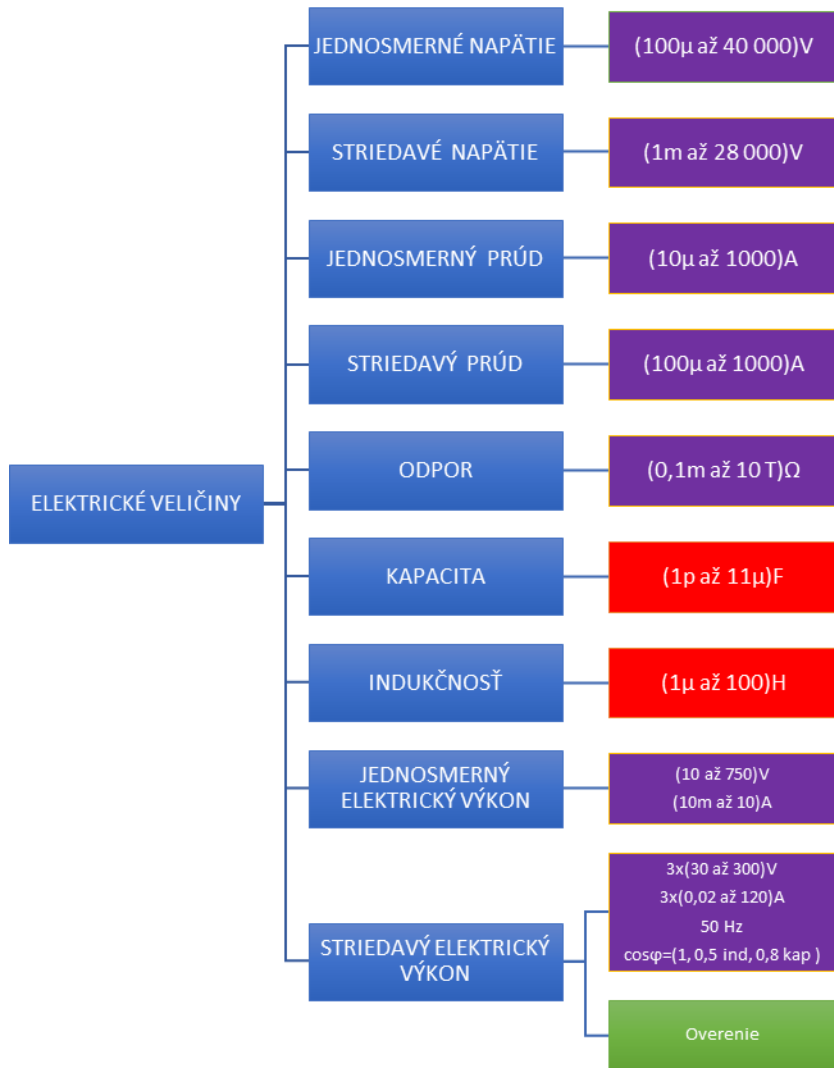 JEDNOSMERNÉ NAPÄTIE
(100µ až 40 000)V
STRIEDAVÉ NAPÄTIE
(1m až 28 000)V
JEDNOSMERNÝ PRÚD
(10µ až 1000)A
STRIEDAVÝ PRÚD
(100µ až 1000)A
ELEKTRICKÉ VELIČINY
ODPOR
(0,1m až 10 T)Ω
KAPACITA
(1p až 11µ)F
INDUKČNOSŤ
(1µ až 100)H
JEDNOSMERNÝ
ELEKTRICKÝ VÝKON
(10 až 750)V
(10m až 10)A
STRIEDAVÝ ELEKTRICKÝ
VÝKON
3x(30 až 300)V
3x(0,02 až 120)A
50 Hz
cosφ=(1, 0,5 ind, 0,8 kap )
Overenie